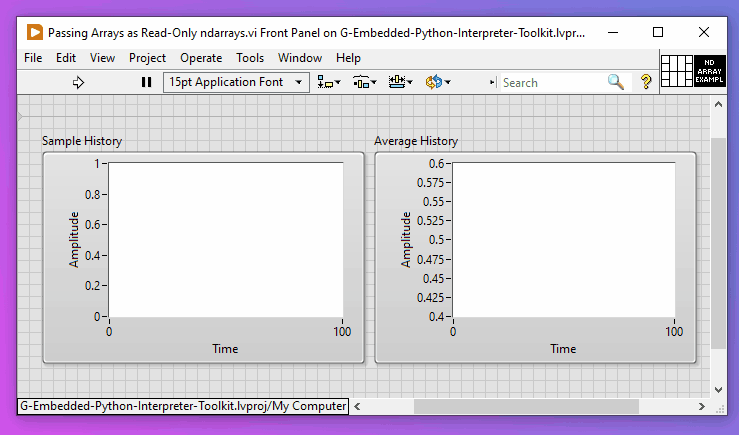 Passing Arrays as Read-Only ndarrays.vi Front Panel on G-Embedded-Python-Interpreter-Toolkit.lvpr...
File Edit View Project Operate Tools Window Help
15pt Application Font
Search
?
ND
ARRAY
EXAMPL
Sample History
Average History
1
0.8
0.6
0.4
0.2
0
Amplitude
0
100
Time
0.6
0.575
0.55
0.525
0.5
0.475
0.45
0.425
0.4
Amplitude
0
100
Time
G-Embedded-Python-Interpreter-Toolkit.lvproj/My Computer